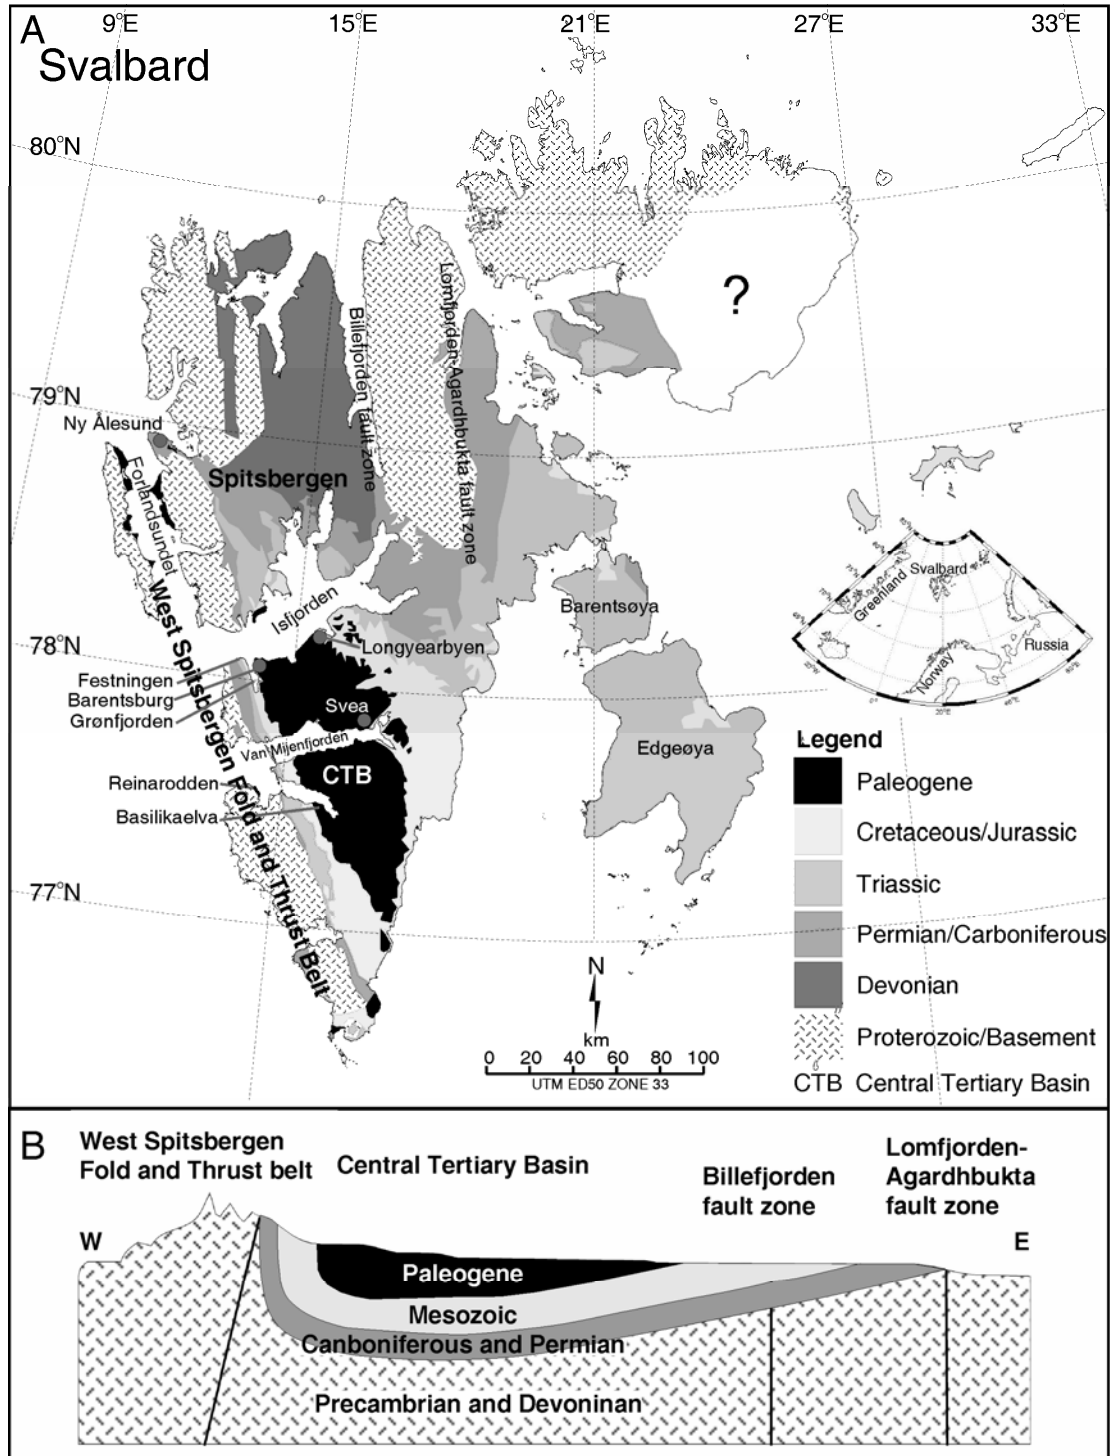 A
Svalbard
9°E
15°E
21°E
27°E
33°E
80°N
79°N
78°N
77°N
Ny Ålesund
Forlandsundet
Spitsbergen
Billefjorden fault zone
Lomfjorden-Agardhbukta fault zone
?
West Spitsbergen Fold and Thrust Belt
Isfjorden
Longyearbyen
Festningen
Barentsburg
Grønfjorden
Svea
Van Mijenfjorden
CTB
Reinarodden
Basilikaelva
Barentsøya
Edgeøya
Svalbard
Greenland
Norway
Russia
0°
20°E
Legend
Paleogene
Cretaceous/Jurassic
Triassic
Permian/Carboniferous
Devonian
Proterozoic/Basement
CTB Central Tertiary Basin
N
km
0 20 40 60 80 100
UTM ED50 ZONE 33
B
West Spitsbergen
Fold and Thrust belt
Central Tertiary Basin
Billefjorden
fault zone
Lomfjorden-
Agardhbukta
fault zone
W
E
Paleogene
Mesozoic
Canboniferous and Permian
Precambrian and Devoninan